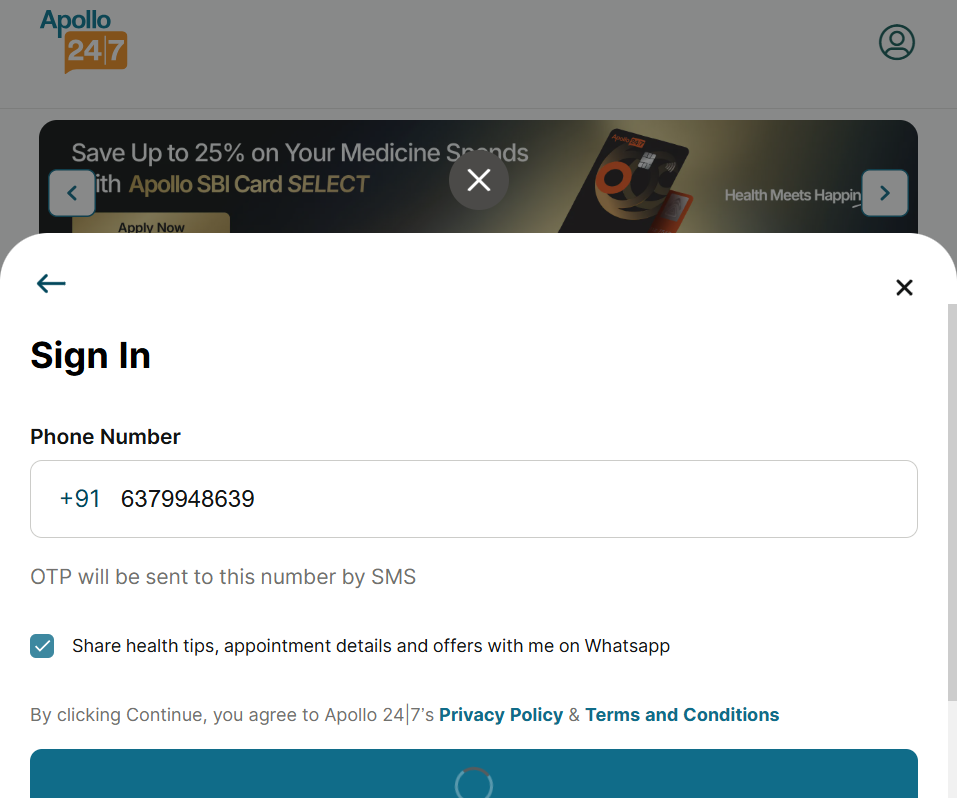 Apollo
24|7
Save Up to 25% on Your Medicine Spends
with Apollo SBI Card SELECT
Health Meets Happin
Apply Now
Sign In
Phone Number
+91 6379948639
OTP will be sent to this number by SMS
Share health tips, appointment details and offers with me on Whatsapp
By clicking Continue, you agree to Apollo 24|7's Privacy Policy & Terms and Conditions